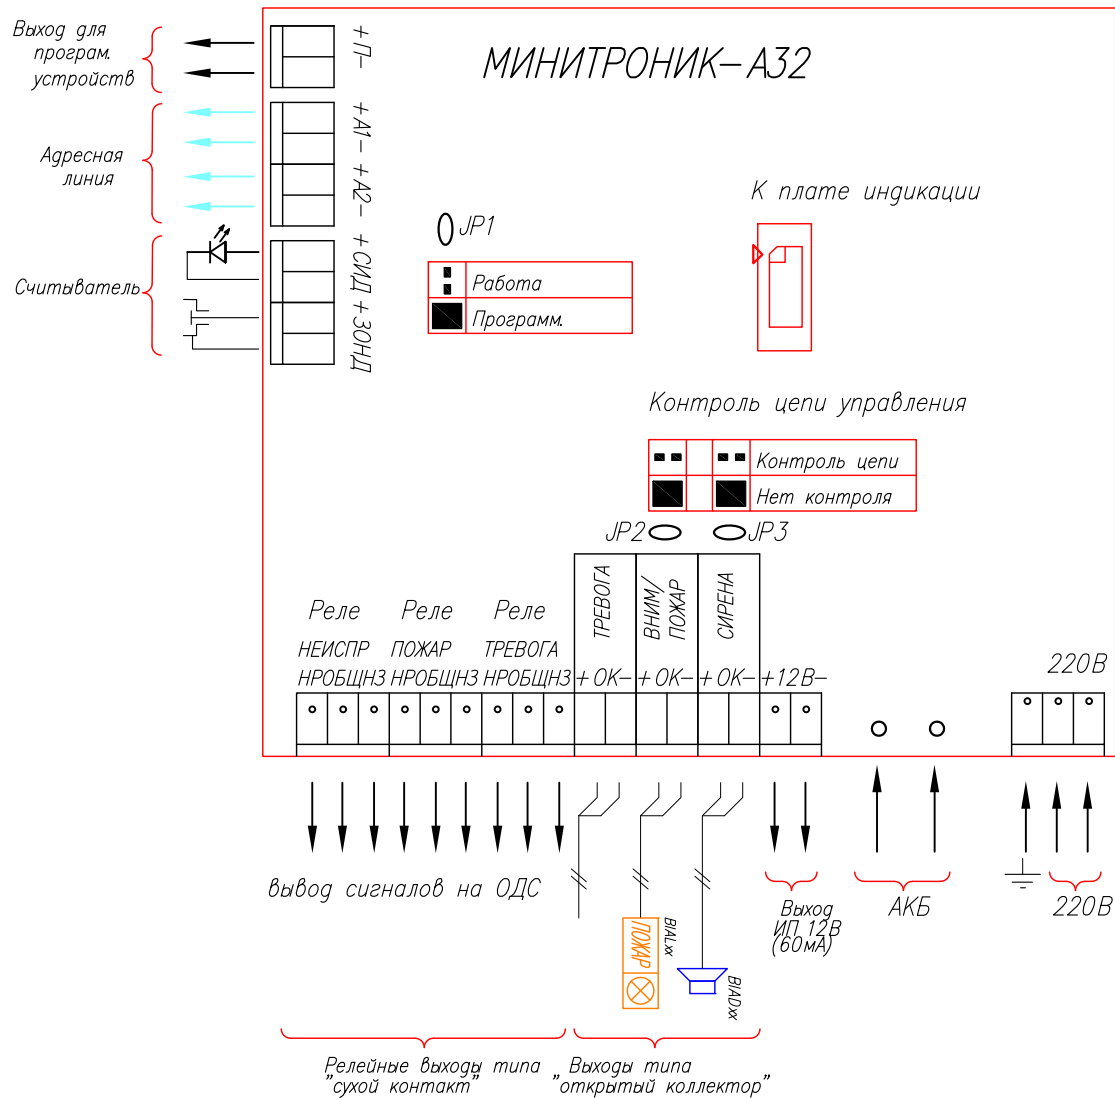 Выход для
програм.
устройств
+П-
МИНИТРОНИК-А32
+А1-+А2-
Адресная
линия
К плате индикации
JP1
+СИД+ЗОНД
Считыватель
Работа
Программ.
Контроль цепи управления
Контроль цепи
Нет контроля
JP2
JP3
ТРЕВОГА
ВНИМ/
ПОЖАР
СИРЕНА
Реле Реле Реле
НЕИСПР ПОЖАР ТРЕВОГА
НРОБЩНЗ НРОБЩНЗ НРОБЩНЗ +ОК- +ОК- +ОК- +12В-
220В
вывод сигналов на ОДС
ПОЖАР
BIALxx
BIADxx
Выход
ИП 12В
(60мА)
АКБ
220В
Релейные выходы типа
"сухой контакт"
Выходы типа
"открытый коллектор"